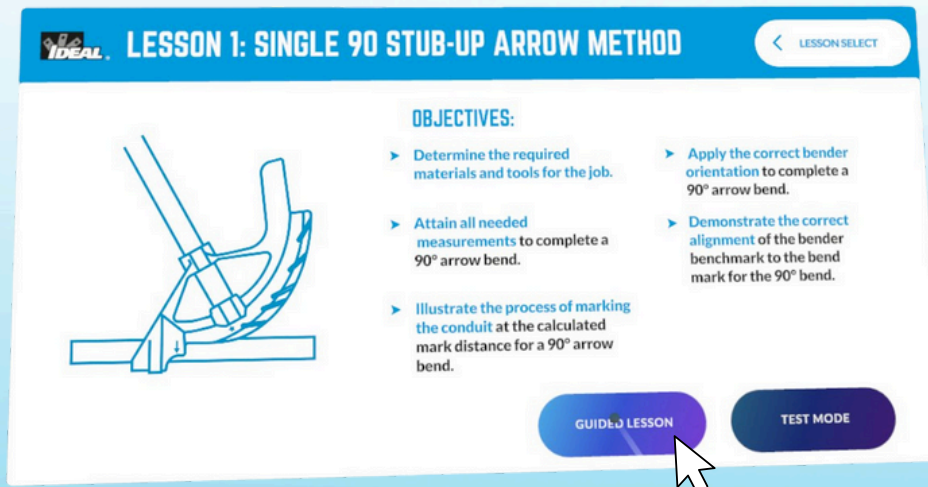 IDEAL. LESSON 1: SINGLE 90 STUB-UP ARROW METHOD
LESSON SELECT
OBJECTIVES:
Determine the required
materials and tools for the job.
Attain all needed
measurements to complete a
90° arrow bend.
Illustrate the process of marking
the conduit at the calculated
mark distance for a 90° arrow
bend.
Apply the correct bender
orientation to complete a
90° arrow bend.
Demonstrate the correct
alignment of the bender
benchmark to the bend
mark for the 90° bend.
GUIDED LESSON
TEST MODE